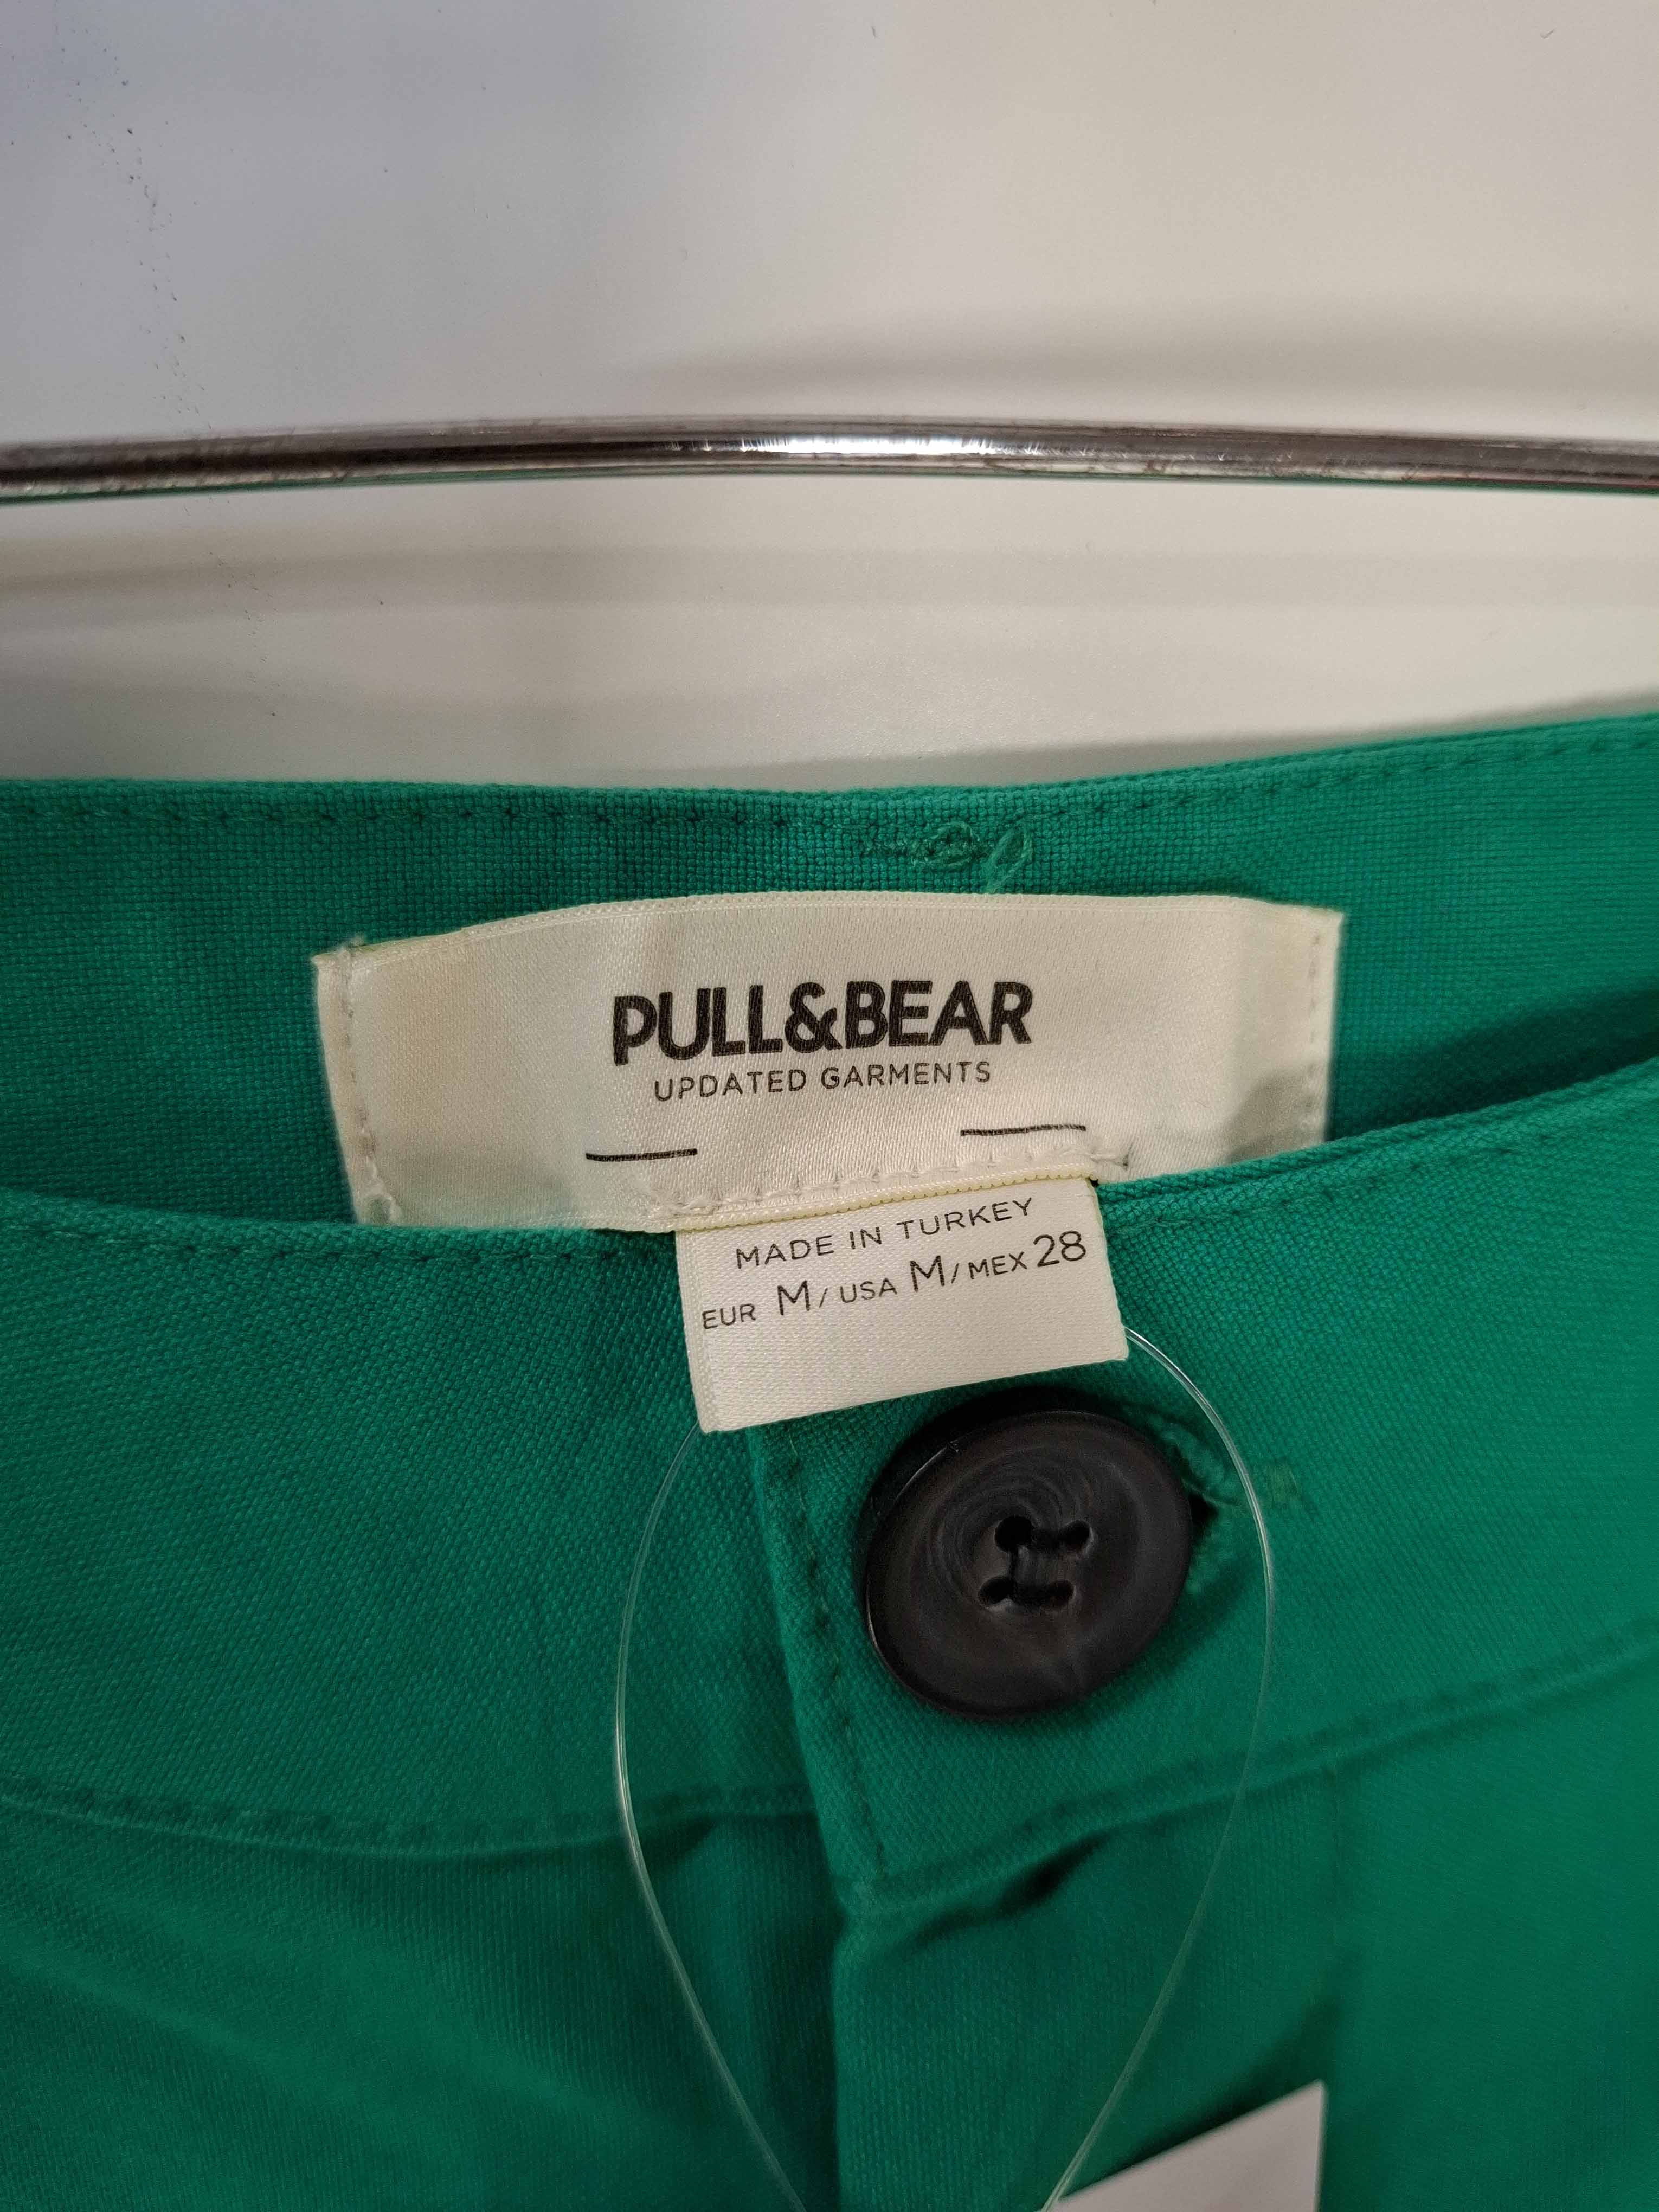 PULL&BEAR
UPDATED GARMENTS
MADE IN TURKEY
EUR M/ USA M/ MEX 28